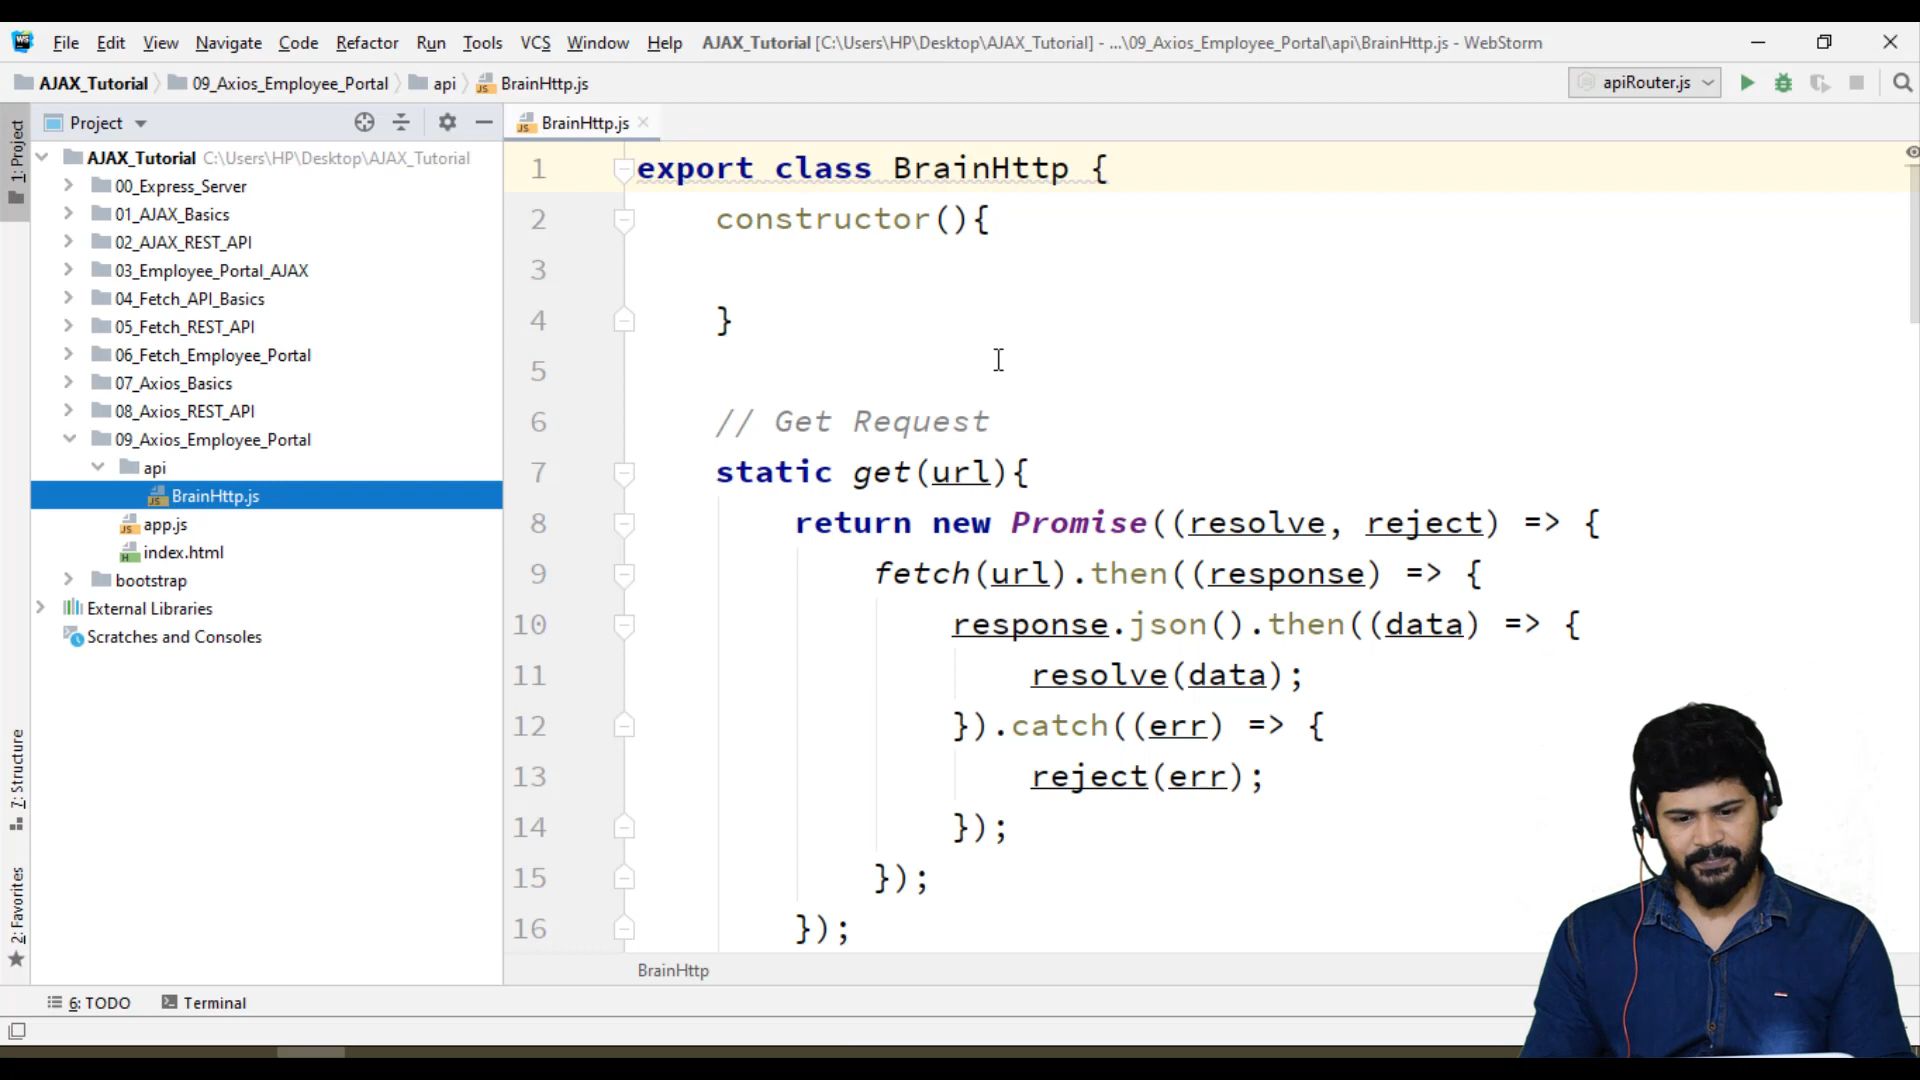 File Edit View Navigate Code Refactor Run Tools VCS Window Help AJAX_Tutorial [C:\Users\HP\Desktop\AJAX_Tutorial] - ...\09_Axios_Employee_Portal\api\BrainHttp.js - WebStorm
AJAX_Tutorial 09_Axios_Employee_Portal api BrainHttp.js apiRouter.js
Project
BrainHttp.js
1: Project
7: Structure
2: Favorites
AJAX_Tutorial C:\Users\HP\Desktop\AJAX_Tutorial
00_Express_Server
01_AJAX_Basics
02_AJAX_REST_API
03_Employee_Portal_AJAX
04_Fetch_API_Basics
05_Fetch_REST_API
06_Fetch_Employee_Portal
07_Axios_Basics
08_Axios_REST_API
09_Axios_Employee_Portal
api
BrainHttp.js
app.js
index.html
bootstrap
External Libraries
Scratches and Consoles
1 export class BrainHttp {
2 constructor(){
3
4 }
5
6 // Get Request
7 static get(url){
8 return new Promise((resolve, reject) => {
9 fetch(url).then((response) => {
10 response.json().then((data) => {
11 resolve(data);
12 }).catch((err) => {
13 reject(err);
14 });
15 });
16 });
BrainHttp
6: TODO Terminal